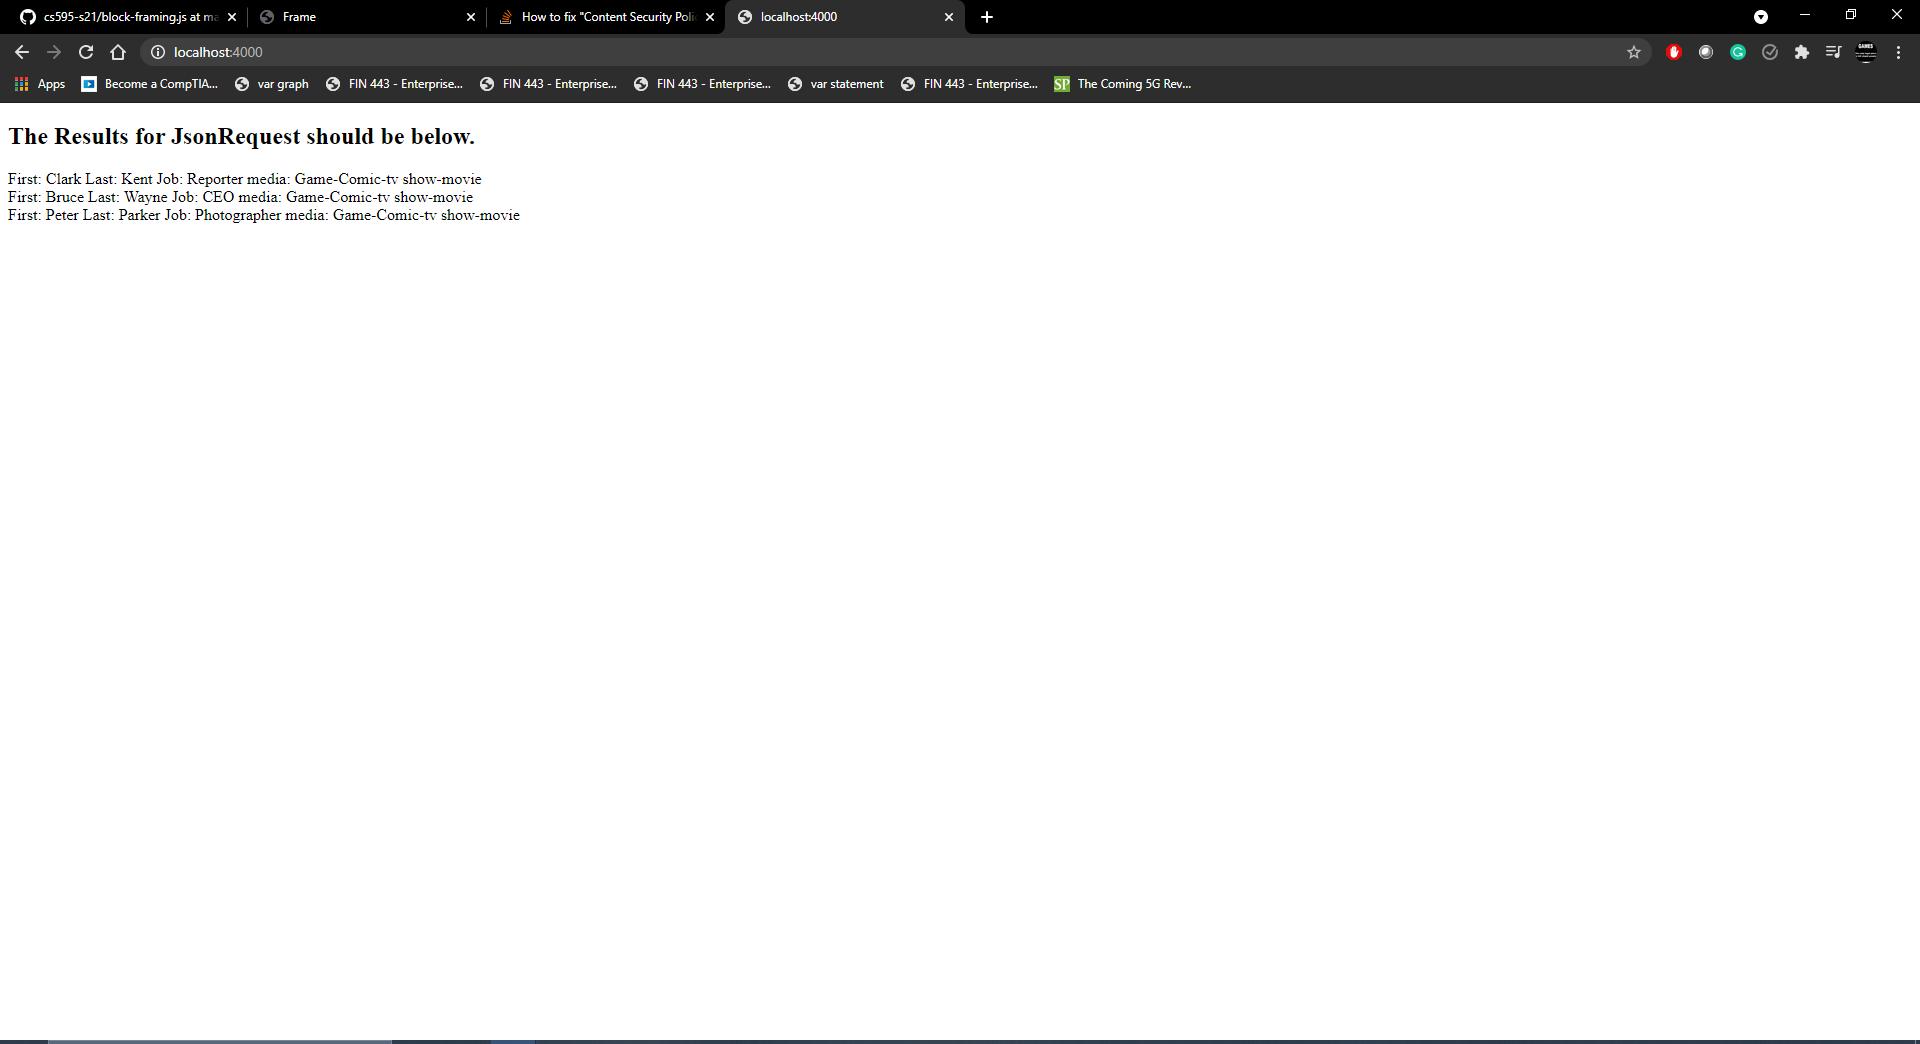 cs595-s21/block-framing.js at ma
Frame
How to fix "Content Security Poli
localhost:4000
localhost:4000
Apps
Become a CompTIA...
var graph
FIN 443 - Enterprise...
FIN 443 - Enterprise...
FIN 443 - Enterprise...
var statement
FIN 443 - Enterprise...
SP
The Coming 5G Rev...
The Results for JsonRequest should be below.
First: Clark Last: Kent Job: Reporter media: Game-Comic-tv show-movie
First: Bruce Last: Wayne Job: CEO media: Game-Comic-tv show-movie
First: Peter Last: Parker Job: Photographer media: Game-Comic-tv show-movie